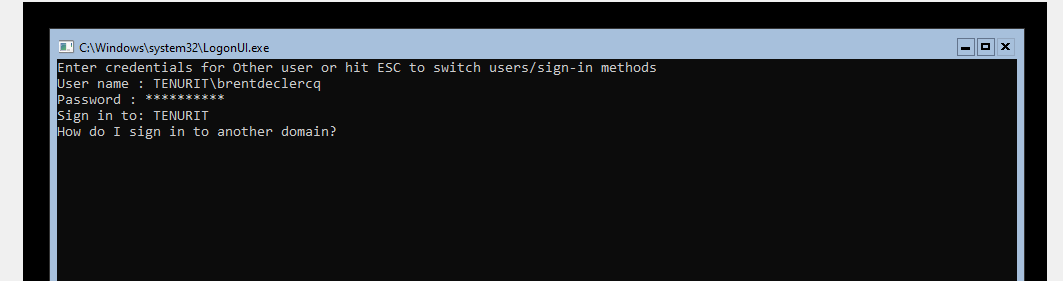 C:\Windows\system32\LogonUI.exe
Enter credentials for Other user or hit ESC to switch users/sign-in methods
User name : TENURIT\brentdeclercq
Password : **********
Sign in to: TENURIT
How do I sign in to another domain?